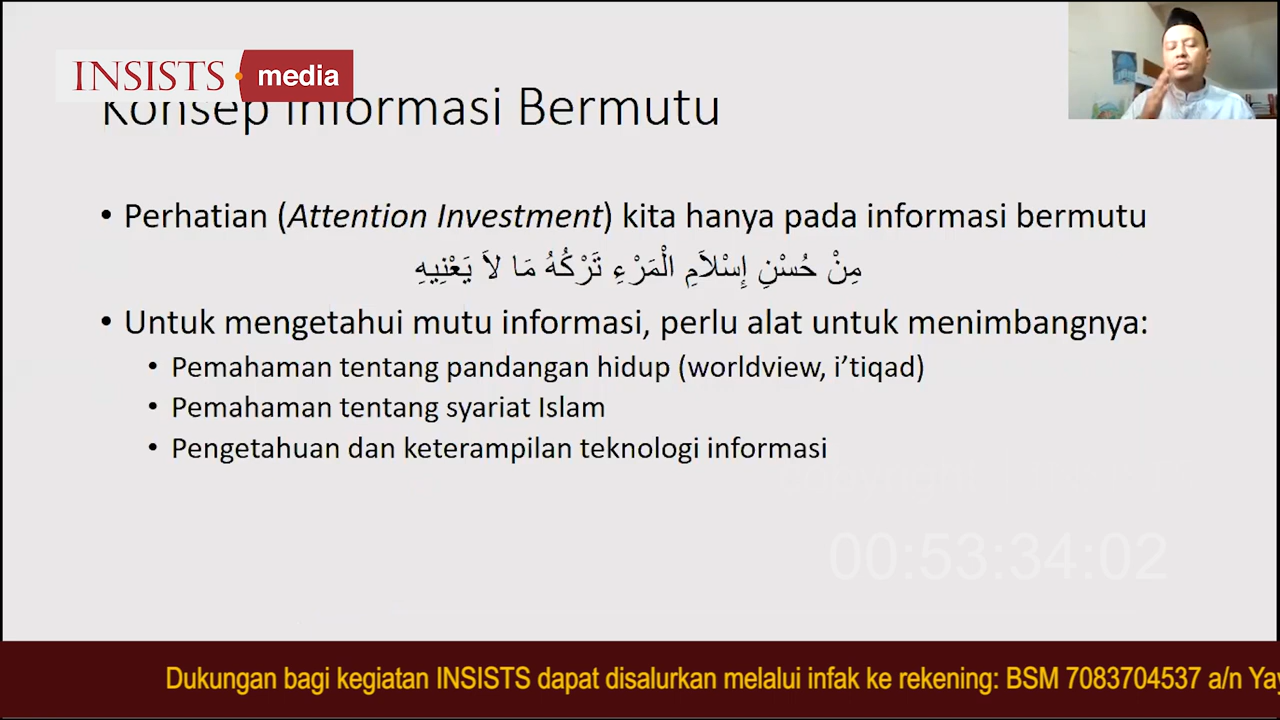 INSISTS media
Konsep Informasi Bermutu
• Perhatian (Attention Investment) kita hanya pada informasi bermutu
مِنْ حُسْنِ إِسْلاَمِ الْمَرْءِ تَرْكُهُ مَا لاَ يَعْنِيهِ
• Untuk mengetahui mutu informasi, perlu alat untuk menimbangnya:
• Pemahaman tentang pandangan hidup (worldview, i’tiqad)
• Pemahaman tentang syariat Islam
• Pengetahuan dan keterampilan teknologi informasi
00:53:34:02
Dukungan bagi kegiatan INSISTS dapat disalurkan melalui infak ke rekening: BSM 7083704537 a/n